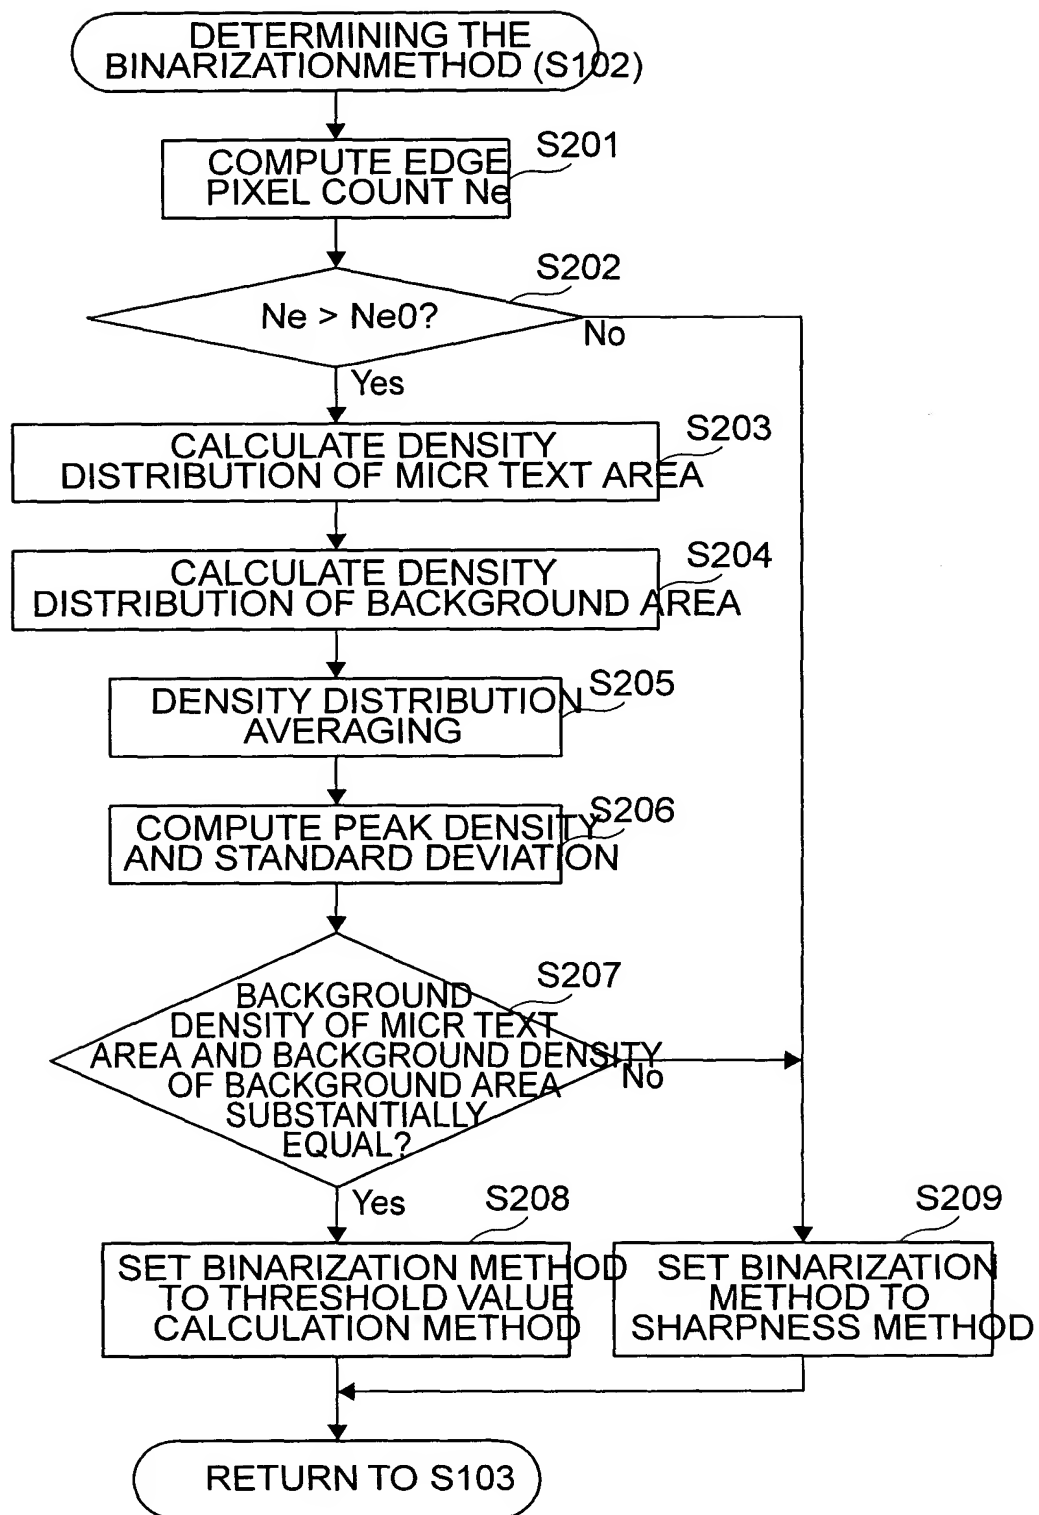 DETERMINING THE
BINARIZATIONMETHOD (S102)
S201
COMPUTE EDGE
PIXEL COUNT Ne
S202
Ne > Ne0?
No
Yes
S203
CALCULATE DENSITY
DISTRIBUTION OF MICR TEXT AREA
S204
CALCULATE DENSITY
DISTRIBUTION OF BACKGROUND AREA
S205
DENSITY DISTRIBUTION
AVERAGING
S206
COMPUTE PEAK DENSITY
AND STANDARD DEVIATION
S207
BACKGROUND
DENSITY OF MICR TEXT
AREA AND BACKGROUND DENSITY
OF BACKGROUND AREA
SUBSTANTIALLY
EQUAL?
No
Yes
S208
SET BINARIZATION METHOD
TO THRESHOLD VALUE
CALCULATION METHOD
S209
SET BINARIZATION
METHOD TO
SHARPNESS METHOD
RETURN TO S103